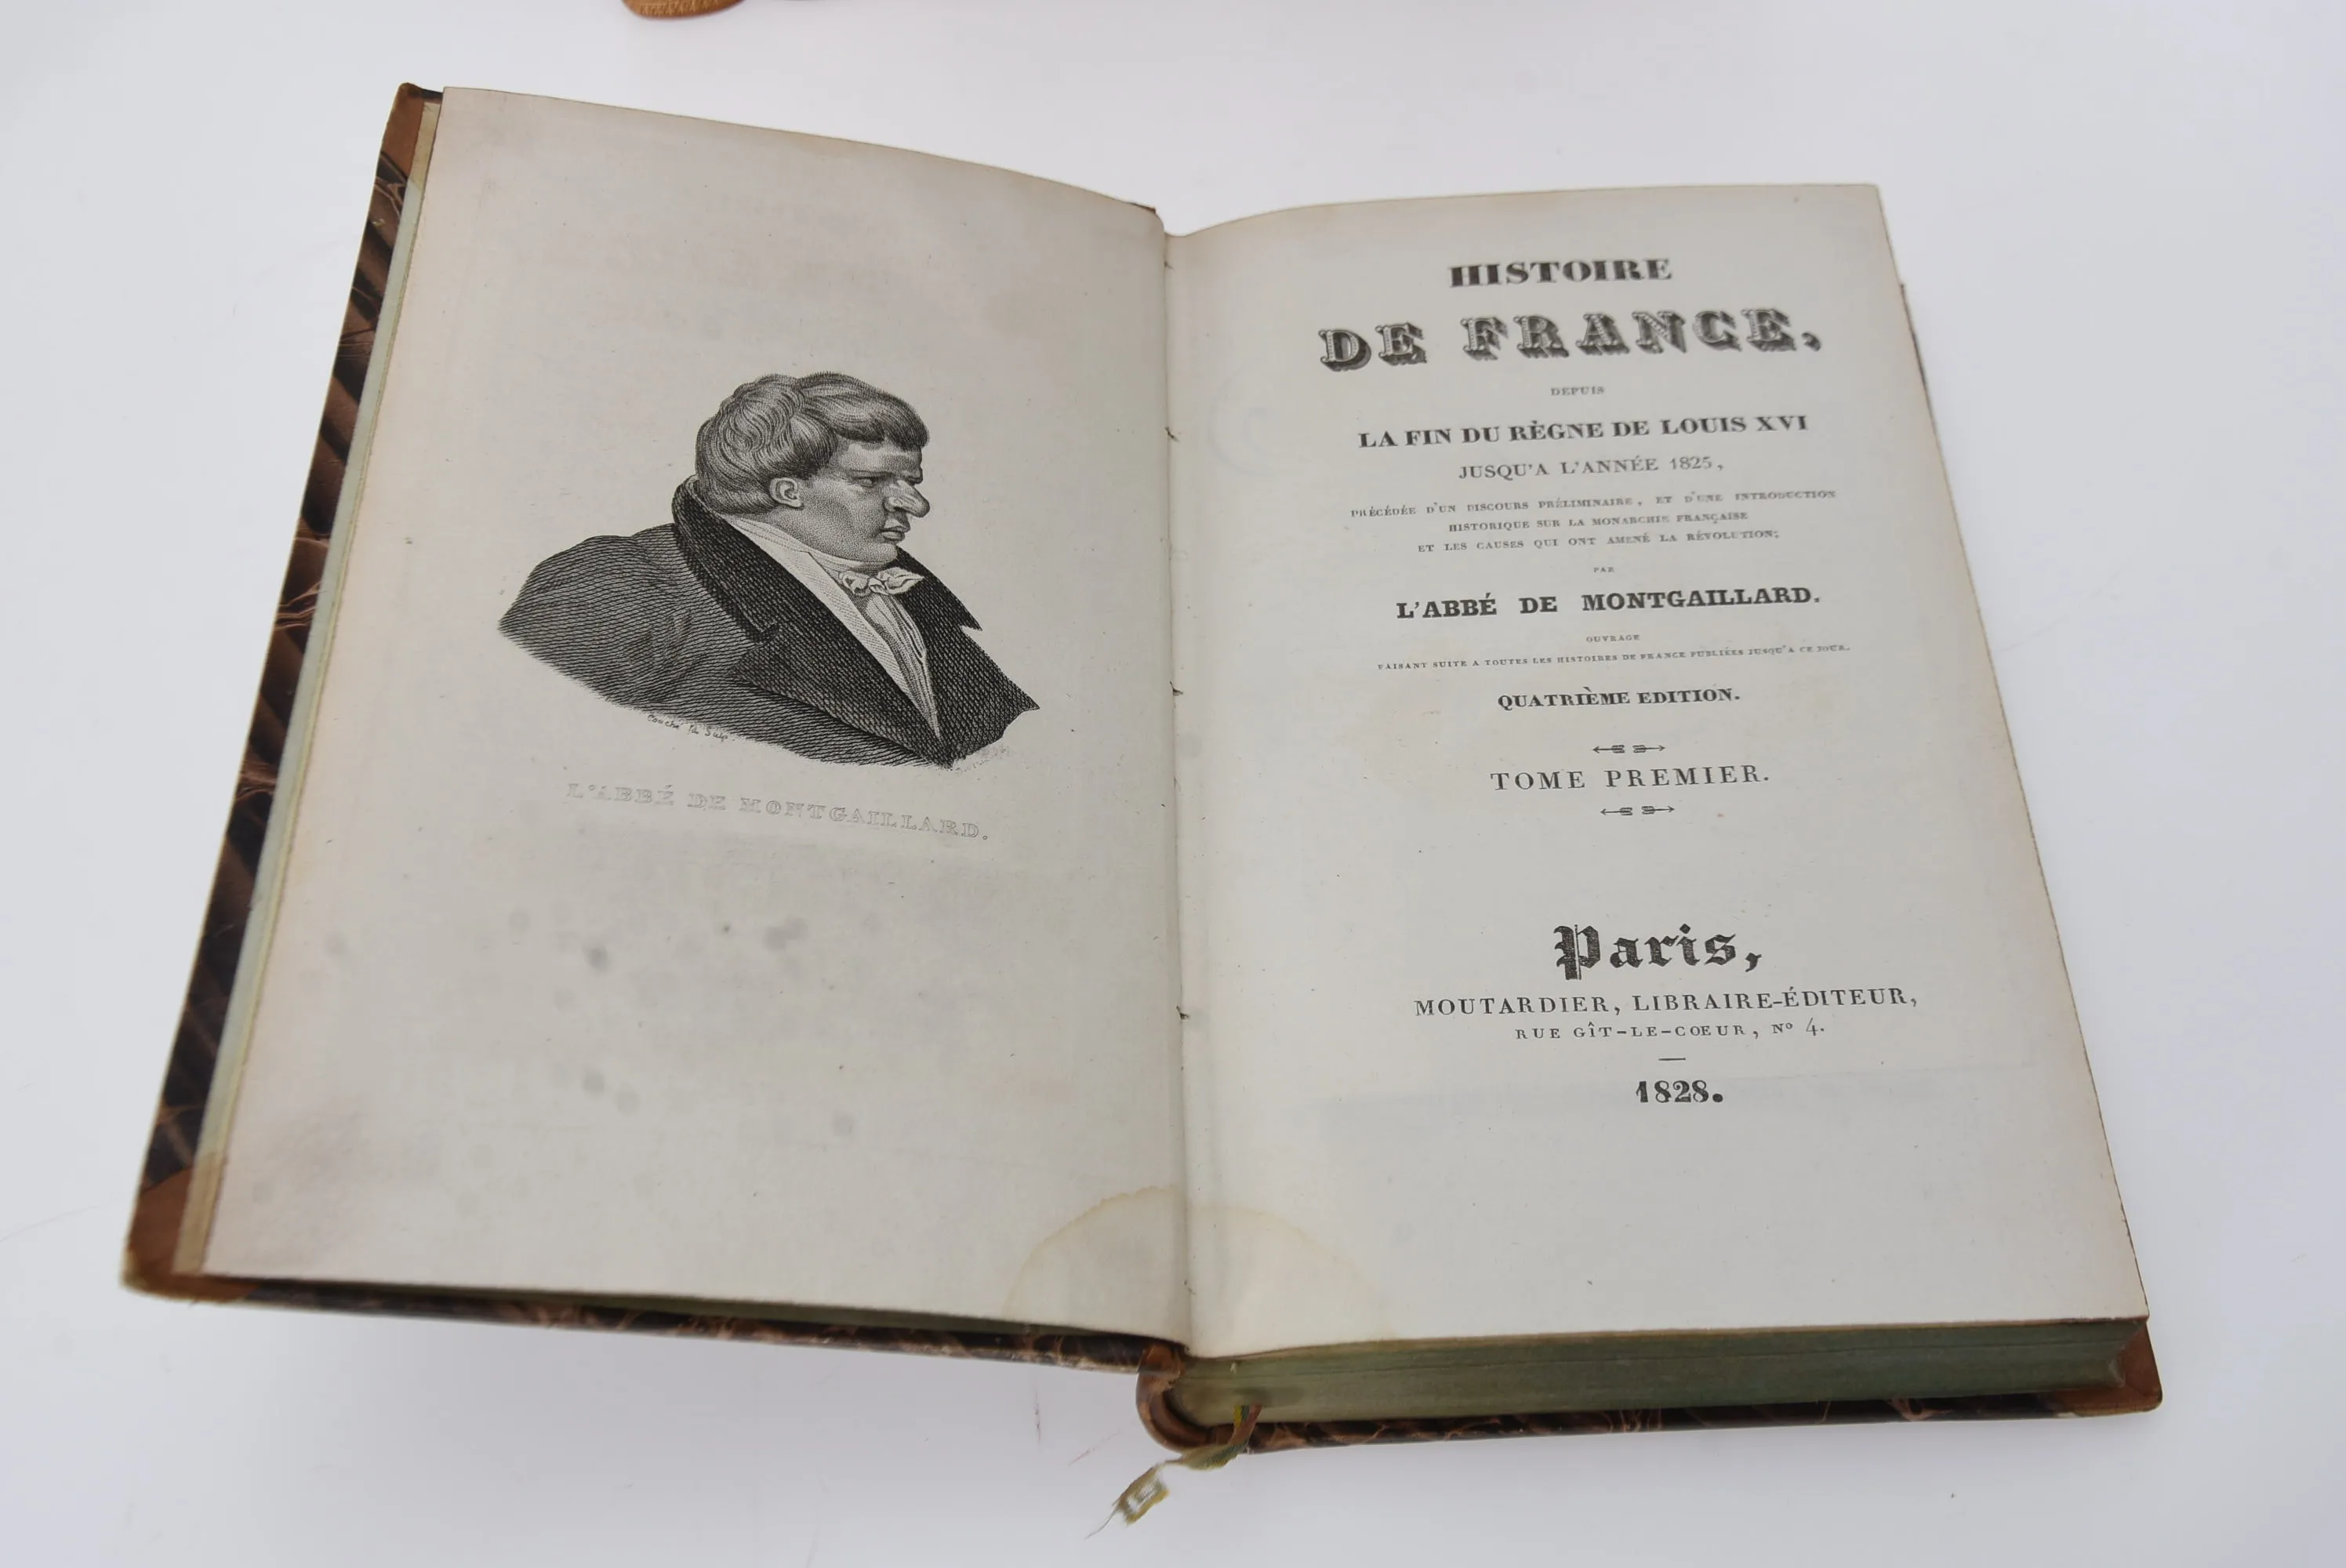 Couché fils Sculp.
L'ABBÉ DE MONTGAILLARD.
HISTOIRE
DE FRANCE,
DEPUIS
LA FIN DU RÈGNE DE LOUIS XVI
JUSQU'A L'ANNÉE 1825,
PRÉCÉDÉE D'UN DISCOURS PRÉLIMINAIRE, ET D'UNE INTRODUCTION
HISTORIQUE SUR LA MONARCHIE FRANÇAISE
ET LES CAUSES QUI ONT AMENÉ LA RÉVOLUTION;
PAR
L'ABBÉ DE MONTGAILLARD.
OUVRAGE
FAISANT SUITE A TOUTES LES HISTOIRES DE FRANCE PUBLIÉES JUSQU'A CE JOUR.
QUATRIÈME EDITION.
TOME PREMIER.
Paris,
MOUTARDIER, LIBRAIRE-ÉDITEUR,
RUE GÎT-LE-COEUR, Nº 4.
1828.